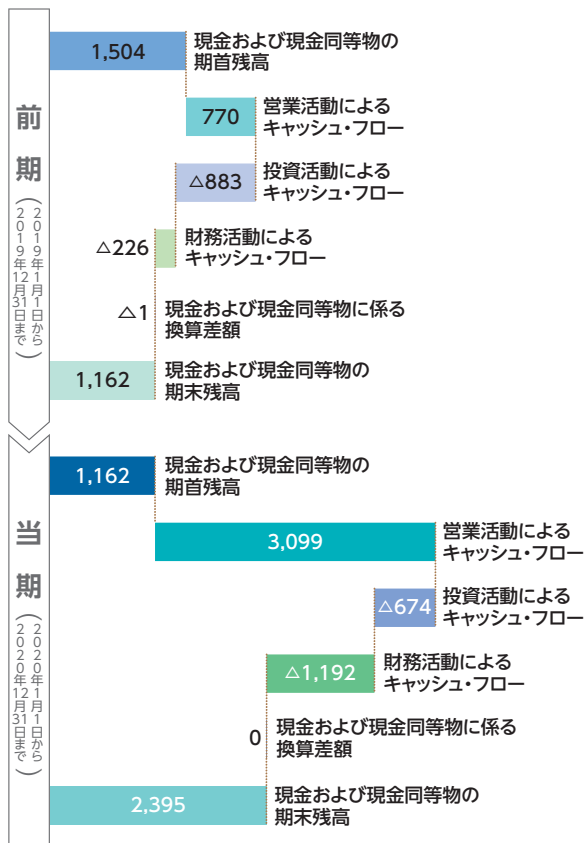 前期
（2019年1月1日から
2019年12月31日まで）
1,504
現金および現金同等物の
期首残高
770
営業活動による
キャッシュ・フロー
△883
投資活動による
キャッシュ・フロー
△226
財務活動による
キャッシュ・フロー
△1
現金および現金同等物に係る
換算差額
1,162
現金および現金同等物の
期末残高
当期
（2020年1月1日から
2020年12月31日まで）
1,162
現金および現金同等物の
期首残高
3,099
営業活動による
キャッシュ・フロー
△674
投資活動による
キャッシュ・フロー
△1,192
財務活動による
キャッシュ・フロー
0
現金および現金同等物に係る
換算差額
2,395
現金および現金同等物の
期末残高